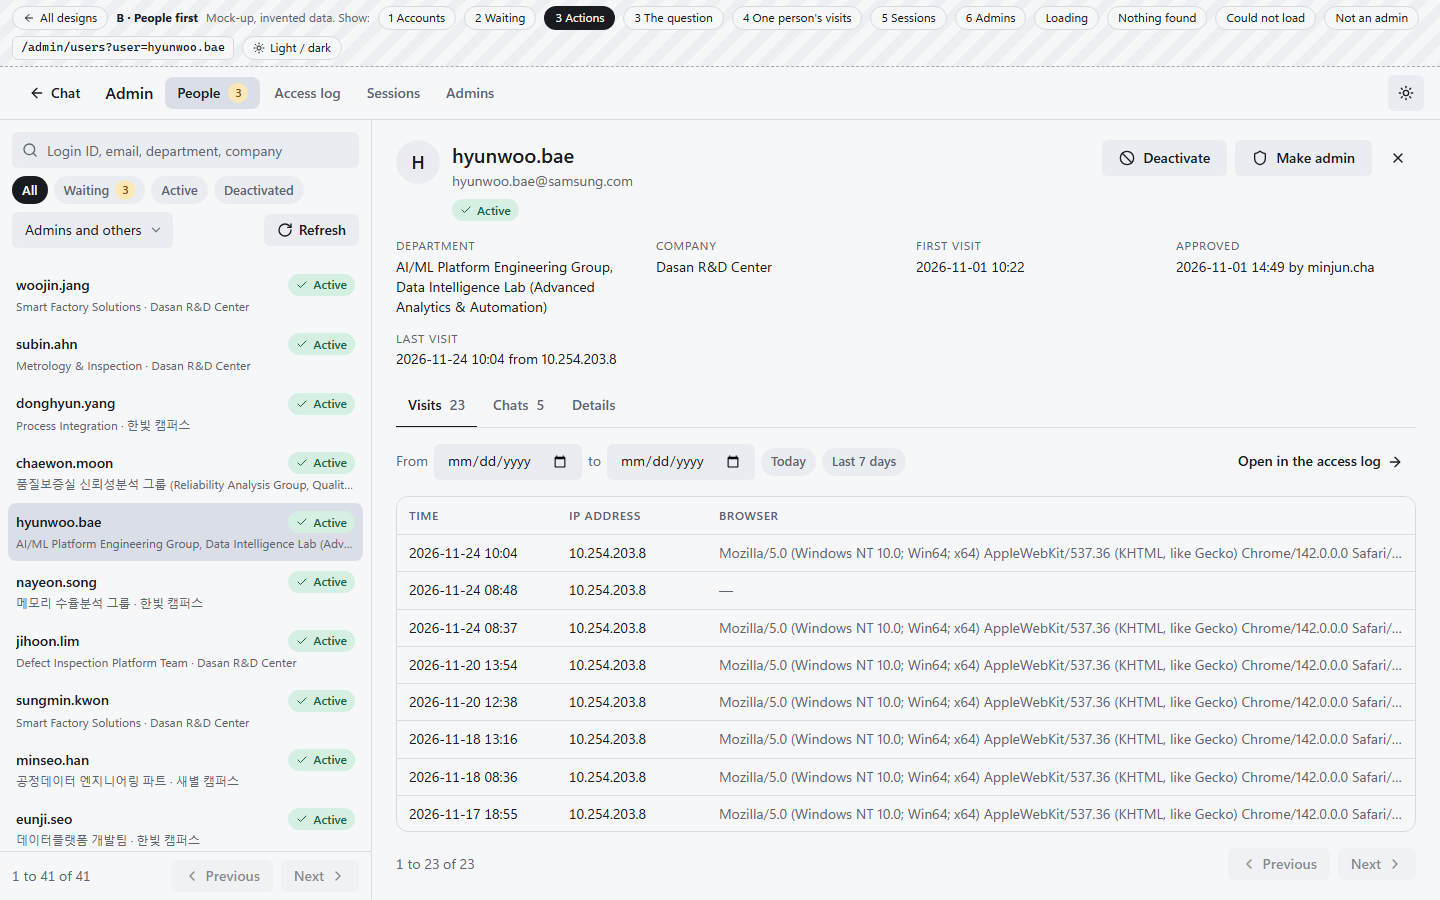 All designs B · People first Mock-up, invented data. Show: 1 Accounts 2 Waiting 3 Actions 3 The question 4 One person's visits 5 Sessions 6 Admins Loading Nothing found Could not load Not an admin
/admin/users?user=hyunwoo.bae Light / dark
Chat Admin People 3 Access log Sessions Admins
Login ID, email, department, company
All Waiting 3 Active Deactivated
Admins and others Refresh
woojin.jang Active
Smart Factory Solutions · Dasan R&D Center
subin.ahn Active
Metrology & Inspection · Dasan R&D Center
donghyun.yang Active
Process Integration · 한빛 캠퍼스
chaewon.moon Active
품질보증실 신뢰성분석 그룹 (Reliability Analysis Group, Qualit...
hyunwoo.bae Active
AI/ML Platform Engineering Group, Data Intelligence Lab (Adv...
nayeon.song Active
메모리 수율분석 그룹 · 한빛 캠퍼스
jihoon.lim Active
Defect Inspection Platform Team · Dasan R&D Center
sungmin.kwon Active
Smart Factory Solutions · Dasan R&D Center
minseo.han Active
공정데이터 엔지니어링 파트 · 새별 캠퍼스
eunji.seo Active
데이터플랫폼 개발팀 · 한빛 캠퍼스
1 to 41 of 41 Previous Next
H hyunwoo.bae Deactivate Make admin
hyunwoo.bae@samsung.com
Active
DEPARTMENT COMPANY FIRST VISIT APPROVED
AI/ML Platform Engineering Group, Dasan R&D Center 2026-11-01 10:22 2026-11-01 14:49 by minjun.cha
Data Intelligence Lab (Advanced
Analytics & Automation)
LAST VISIT
2026-11-24 10:04 from 10.254.203.8
Visits 23 Chats 5 Details
From mm/dd/yyyy to mm/dd/yyyy Today Last 7 days Open in the access log
TIME IP ADDRESS BROWSER
2026-11-24 10:04 10.254.203.8 Mozilla/5.0 (Windows NT 10.0; Win64; x64) AppleWebKit/537.36 (KHTML, like Gecko) Chrome/142.0.0.0 Safari/...
2026-11-24 08:48 10.254.203.8 —
2026-11-24 08:37 10.254.203.8 Mozilla/5.0 (Windows NT 10.0; Win64; x64) AppleWebKit/537.36 (KHTML, like Gecko) Chrome/142.0.0.0 Safari/...
2026-11-20 13:54 10.254.203.8 Mozilla/5.0 (Windows NT 10.0; Win64; x64) AppleWebKit/537.36 (KHTML, like Gecko) Chrome/142.0.0.0 Safari/...
2026-11-20 12:38 10.254.203.8 Mozilla/5.0 (Windows NT 10.0; Win64; x64) AppleWebKit/537.36 (KHTML, like Gecko) Chrome/142.0.0.0 Safari/...
2026-11-18 13:16 10.254.203.8 Mozilla/5.0 (Windows NT 10.0; Win64; x64) AppleWebKit/537.36 (KHTML, like Gecko) Chrome/142.0.0.0 Safari/...
2026-11-18 08:36 10.254.203.8 Mozilla/5.0 (Windows NT 10.0; Win64; x64) AppleWebKit/537.36 (KHTML, like Gecko) Chrome/142.0.0.0 Safari/...
2026-11-17 18:55 10.254.203.8 Mozilla/5.0 (Windows NT 10.0; Win64; x64) AppleWebKit/537.36 (KHTML, like Gecko) Chrome/142.0.0.0 Safari/...
1 to 23 of 23 Previous Next